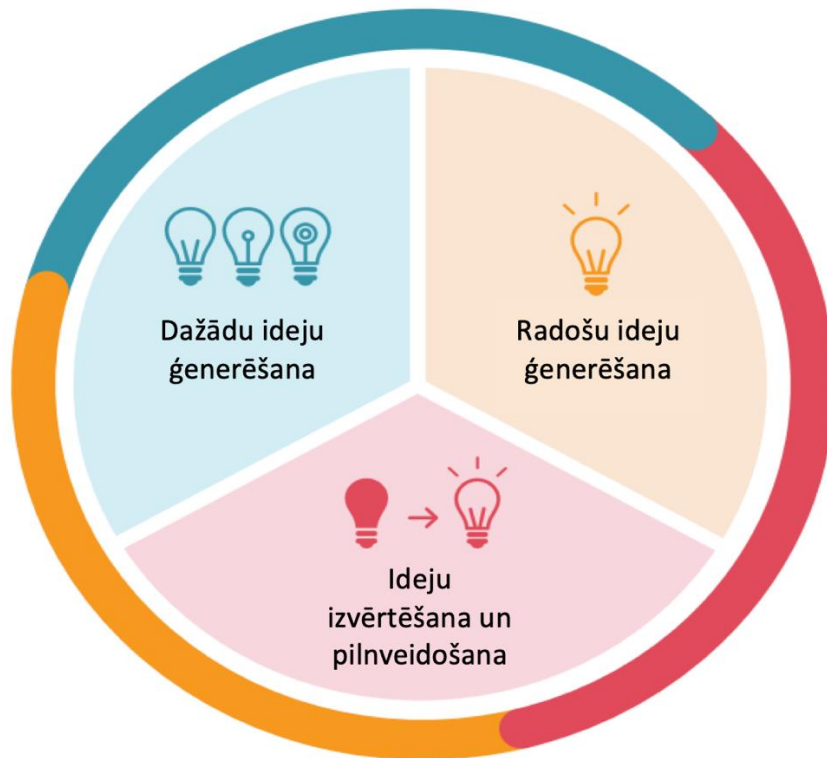 Dažādu ideju
ģenerēšana
Radošu ideju
ģenerēšana
Ideju
izvērtēšana un
pilnveidošana